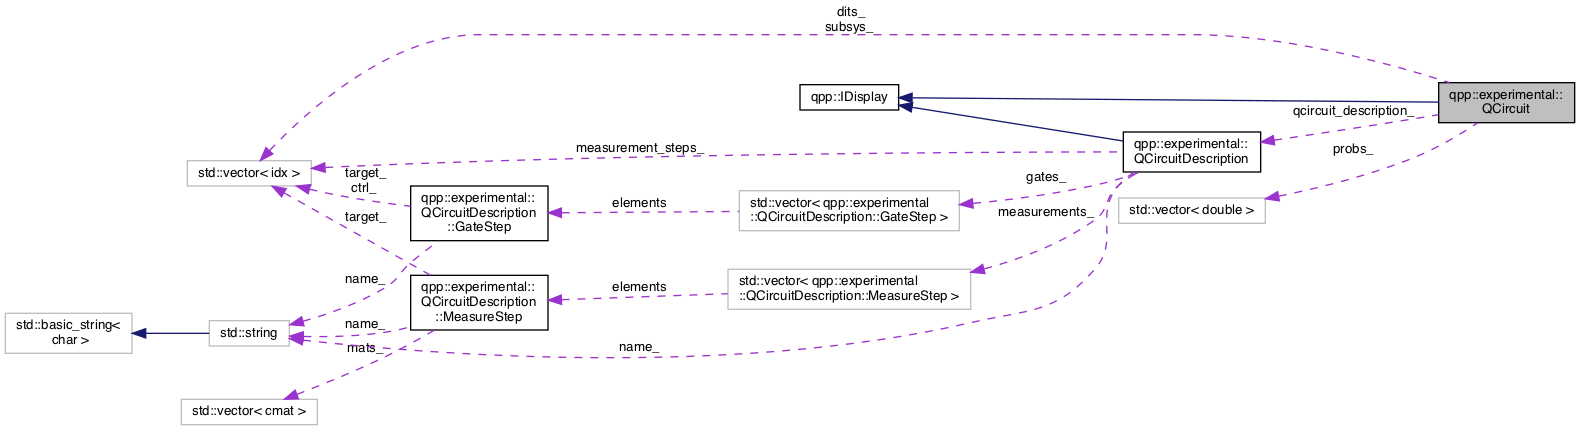 dits_
subsys_
qpp::experimental::
QCircuit
qpp::IDisplay
qcircuit_description_
qpp::experimental::
QCircuitDescription
measurement_steps_
probs_
std::vector< idx >
target_
ctrl_
qpp::experimental::
QCircuitDescription
::GateStep
elements
std::vector< qpp::experimental
::QCircuitDescription::GateStep >
gates_
measurements_
std::vector< double >
target_
name_
qpp::experimental::
QCircuitDescription
::MeasureStep
elements
std::vector< qpp::experimental
::QCircuitDescription::MeasureStep >
std::basic_string<
char >
std::string
name_
mats_
name_
std::vector< cmat >